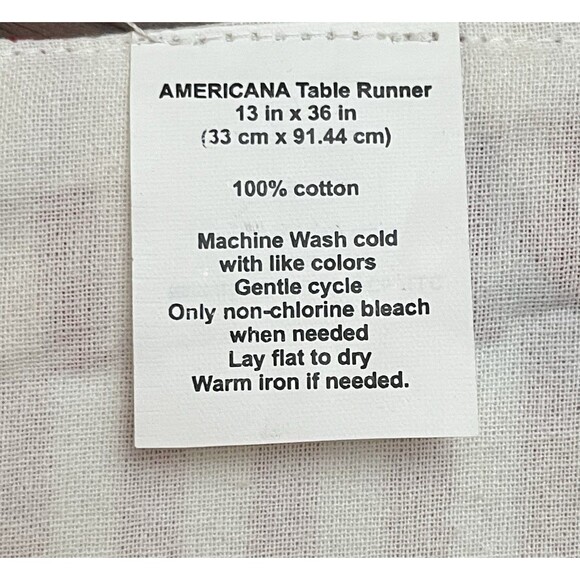 AMERICANA Table Runner
13 in x 36 in
(33 cm x 91.44 cm)
100% cotton
Machine Wash cold
with like colors
Gentle cycle
Only non-chlorine bleach
when needed
Lay flat to dry
Warm iron if needed.